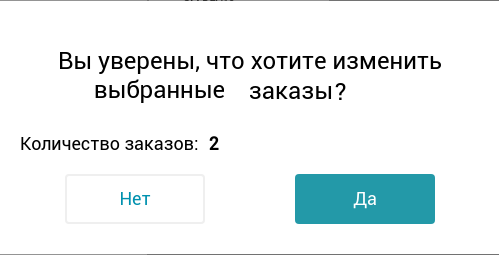 Вы уверены, что хотите изменить
выбранные заказы?
Количество заказов: 2
Нет
Да